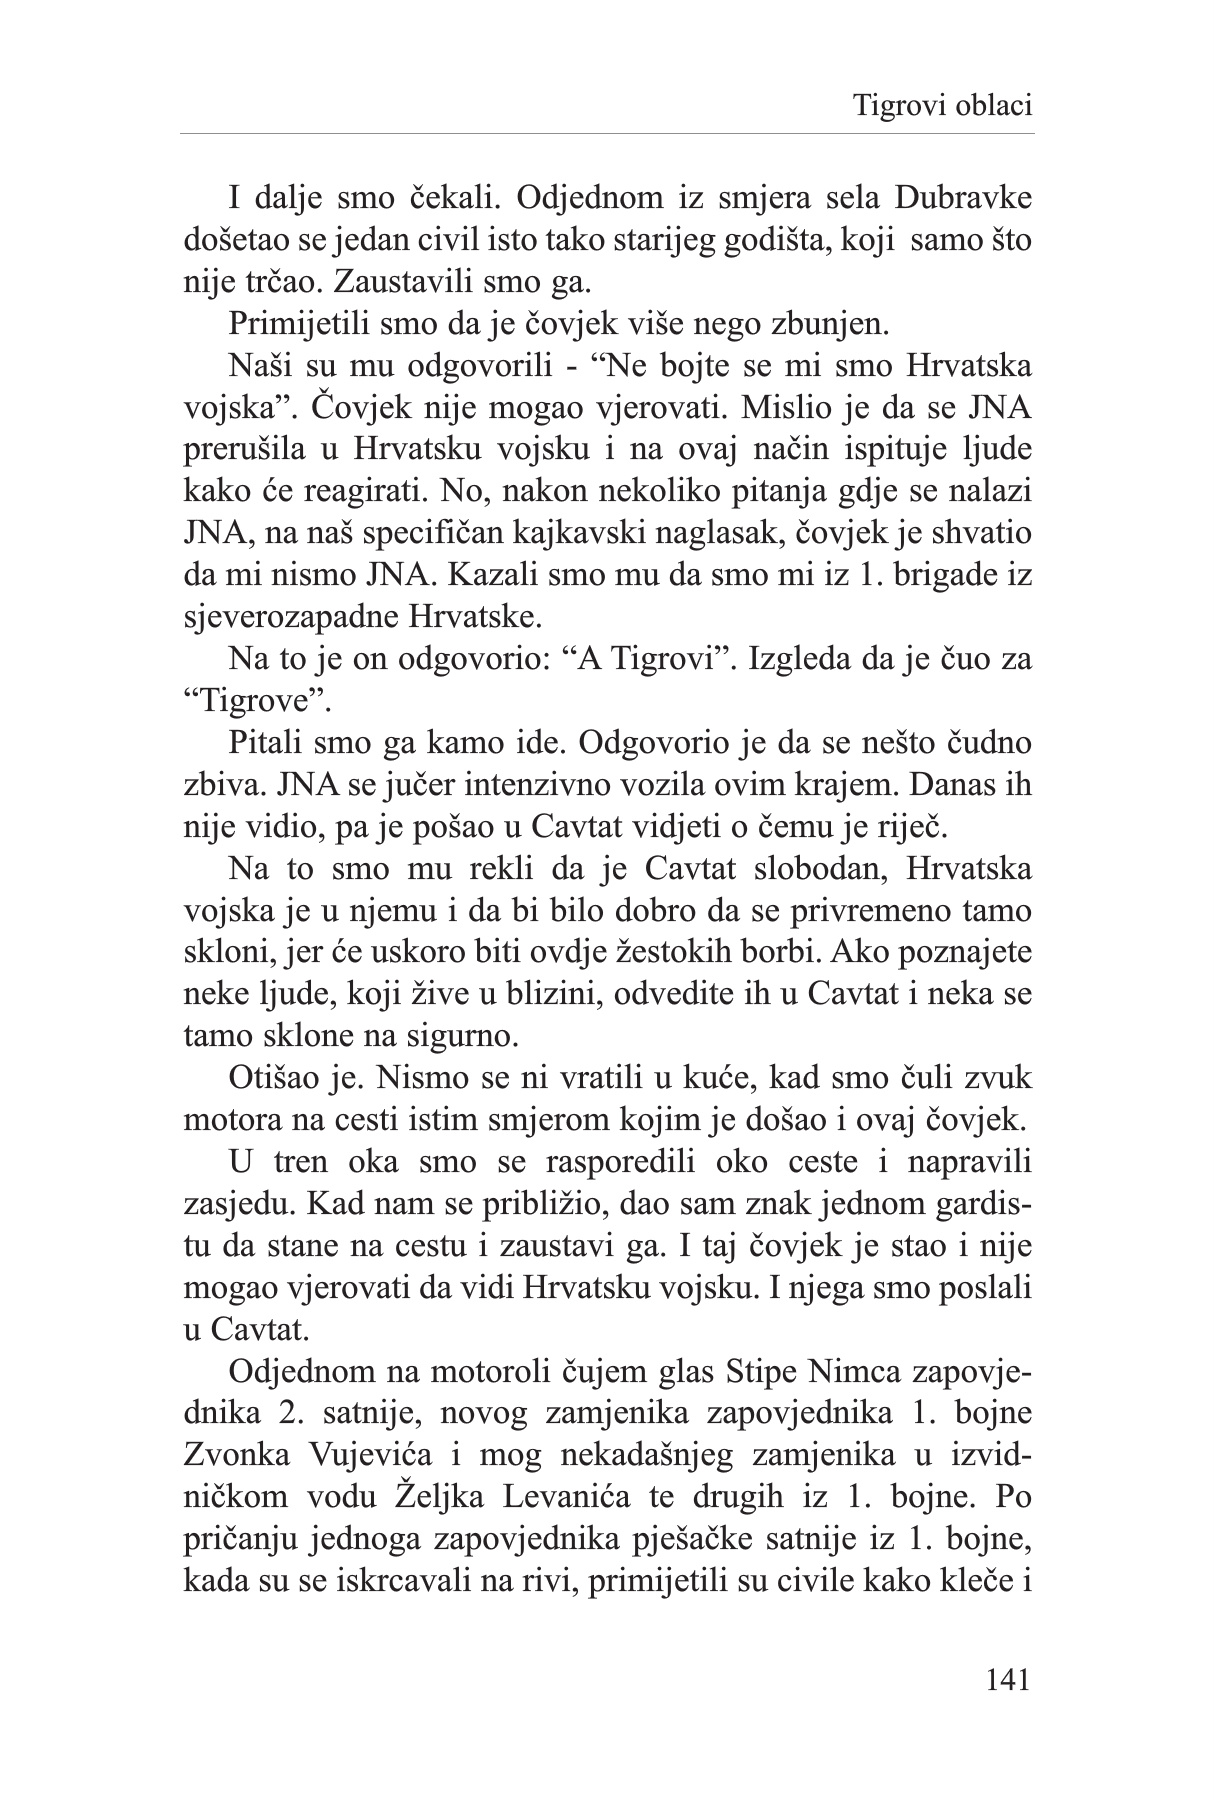 Tigrovi oblaci
I dalje smo čekali. Odjednom iz smjera sela Dubravke
došetao se jedan civil isto tako starijeg godišta, koji  samo što
nije trčao. Zaustavili smo ga.
Primijetili smo da je čovjek više nego zbunjen.
Naši su mu odgovorili - “Ne bojte se mi smo Hrvatska
vojska”. Čovjek nije mogao vjerovati. Mislio je da se JNA
prerušila u Hrvatsku vojsku i na ovaj način ispituje ljude
kako će reagirati. No, nakon nekoliko pitanja gdje se nalazi
JNA, na naš specifičan kajkavski naglasak, čovjek je shvatio
da mi nismo JNA. Kazali smo mu da smo mi iz 1. brigade iz
sjeverozapadne Hrvatske.
Na to je on odgovorio: “A Tigrovi”. Izgleda da je čuo za
“Tigrove”.
Pitali smo ga kamo ide. Odgovorio je da se nešto čudno
zbiva. JNA se jučer intenzivno vozila ovim krajem. Danas ih
nije vidio, pa je pošao u Cavtat vidjeti o čemu je riječ.
Na to smo mu rekli da je Cavtat slobodan, Hrvatska
vojska je u njemu i da bi bilo dobro da se privremeno tamo
skloni, jer će uskoro biti ovdje žestokih borbi. Ako poznajete
neke ljude, koji žive u blizini, odvedite ih u Cavtat i neka se
tamo sklone na sigurno.
Otišao je. Nismo se ni vratili u kuće, kad smo čuli zvuk
motora na cesti istim smjerom kojim je došao i ovaj čovjek.
U tren oka smo se rasporedili oko ceste i napravili
zasjedu. Kad nam se približio, dao sam znak jednom gardis-
tu da stane na cestu i zaustavi ga. I taj čovjek je stao i nije
mogao vjerovati da vidi Hrvatsku vojsku. I njega smo poslali
u Cavtat.
Odjednom na motoroli čujem glas Stipe Nimca zapovje-
dnika 2. satnije, novog zamjenika zapovjednika 1. bojne
Zvonka Vujevića i mog nekadašnjeg zamjenika u izvid-
ničkom vodu Željka Levanića te drugih iz 1. bojne. Po
pričanju jednoga zapovjednika pješačke satnije iz 1. bojne,
kada su se iskrcavali na rivi, primijetili su civile kako kleče i
141